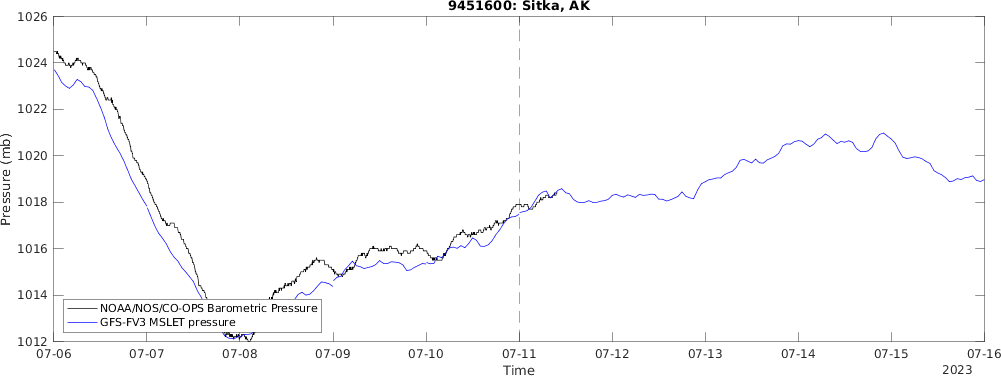 9451600: Sitka, AK
1026
1024
1022
1020
1018
1016
1014
1012
Pressure (mb)
NOAA/NOS/CO-OPS Barometric Pressure
GFS-FV3 MSLET pressure
07-06 07-07 07-08 07-09 07-10 07-11 07-12 07-13 07-14 07-15 07-16
Time
2023